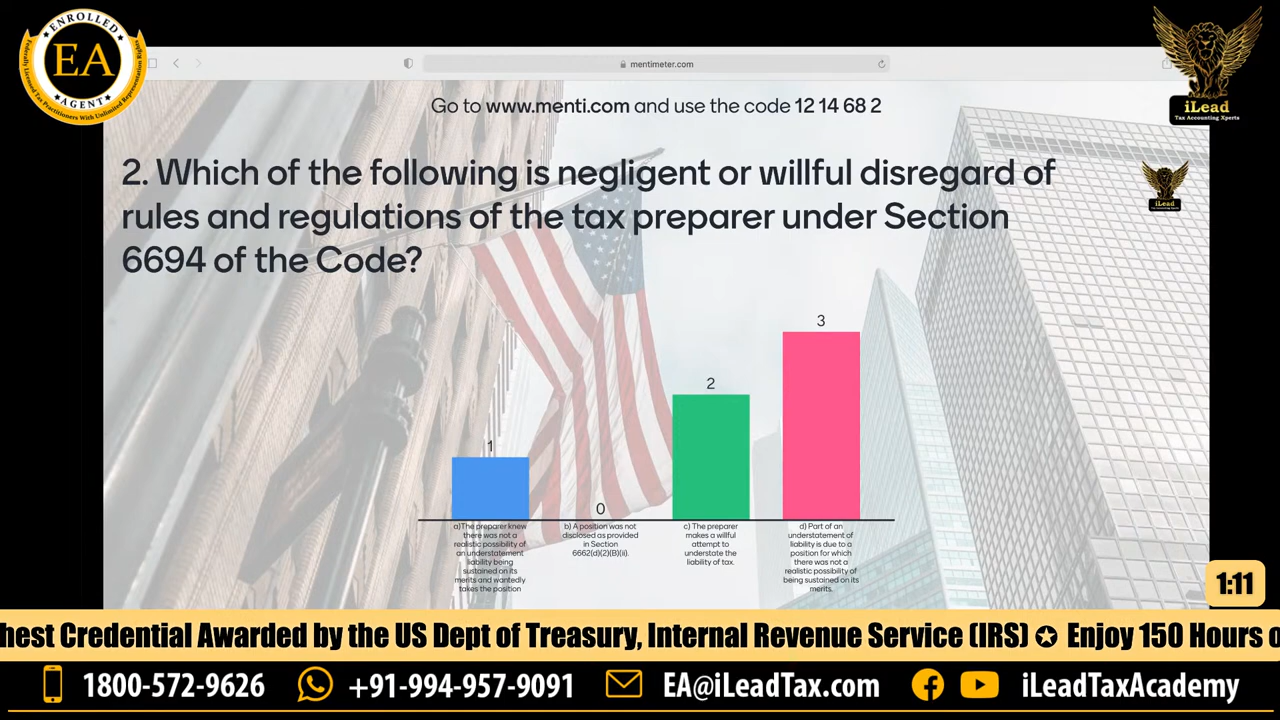 ENROLLED
EA
AGENT
Federally Licensed Tax Practitioners With Unlimited Representation Rights
mentimeter.com
iLead
Tax Accounting Xperts
Go to www.menti.com and use the code 12 14 68 2
2. Which of the following is negligent or willful disregard of
rules and regulations of the tax preparer under Section
6694 of the Code?
iLead
1
0
2
3
a)The preparer knew
there was not a
realistic possibility of
an understatement
liability being
sustained on its
merits and wantedly
takes the position
b) A position was not
disclosed as provided
in Section
6662(d)(2)(B)(ii).
c) The preparer
makes a willful
attempt to
understate the
liability of tax.
d) Part of an
understatement of
liability is due to a
position for which
there was not a
realistic possibility of
being sustained on its
merits.
1:11
hest Credential Awarded by the US Dept of Treasury, Internal Revenue Service (IRS) ✪ Enjoy 150 Hours o
1800-572-9626 +91-994-957-9091 EA@iLeadTax.com iLeadTaxAcademy